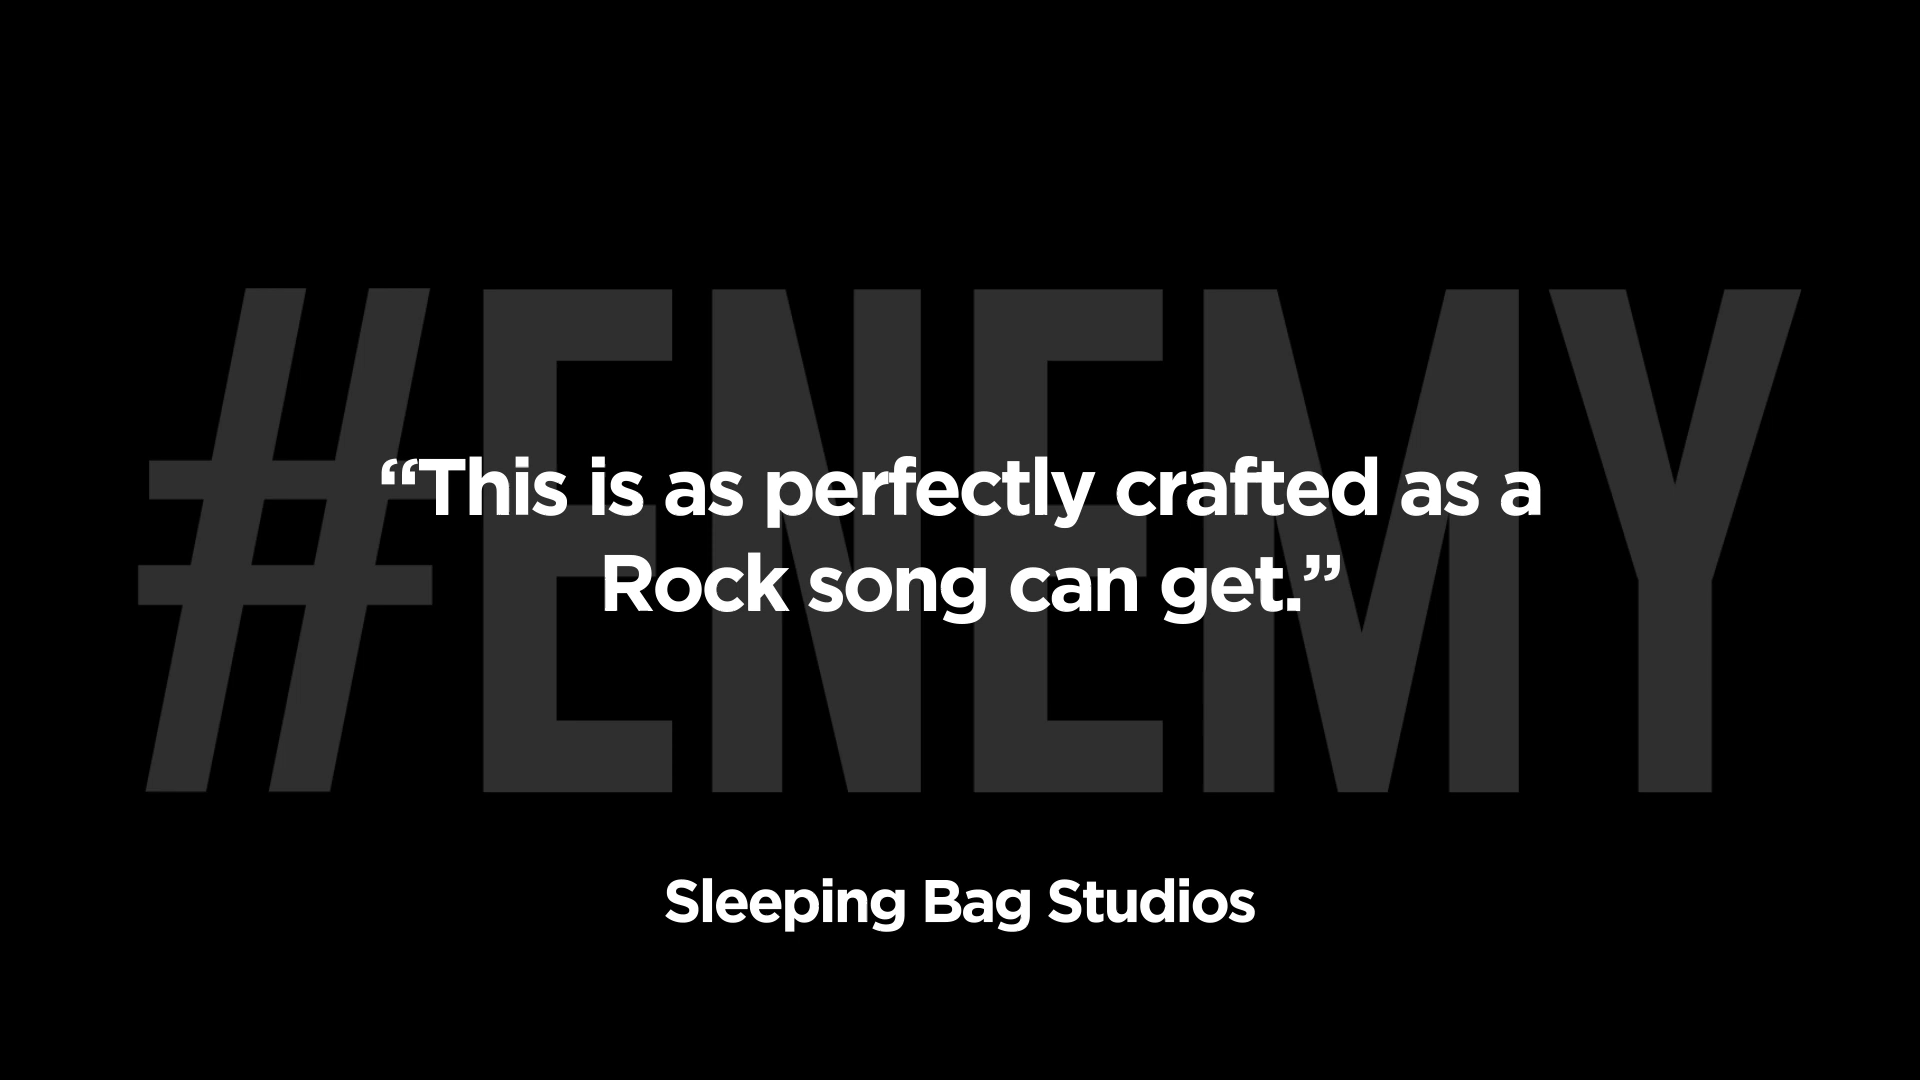 #ENEMY
“This is as perfectly crafted as a
Rock song can get.”
Sleeping Bag Studios